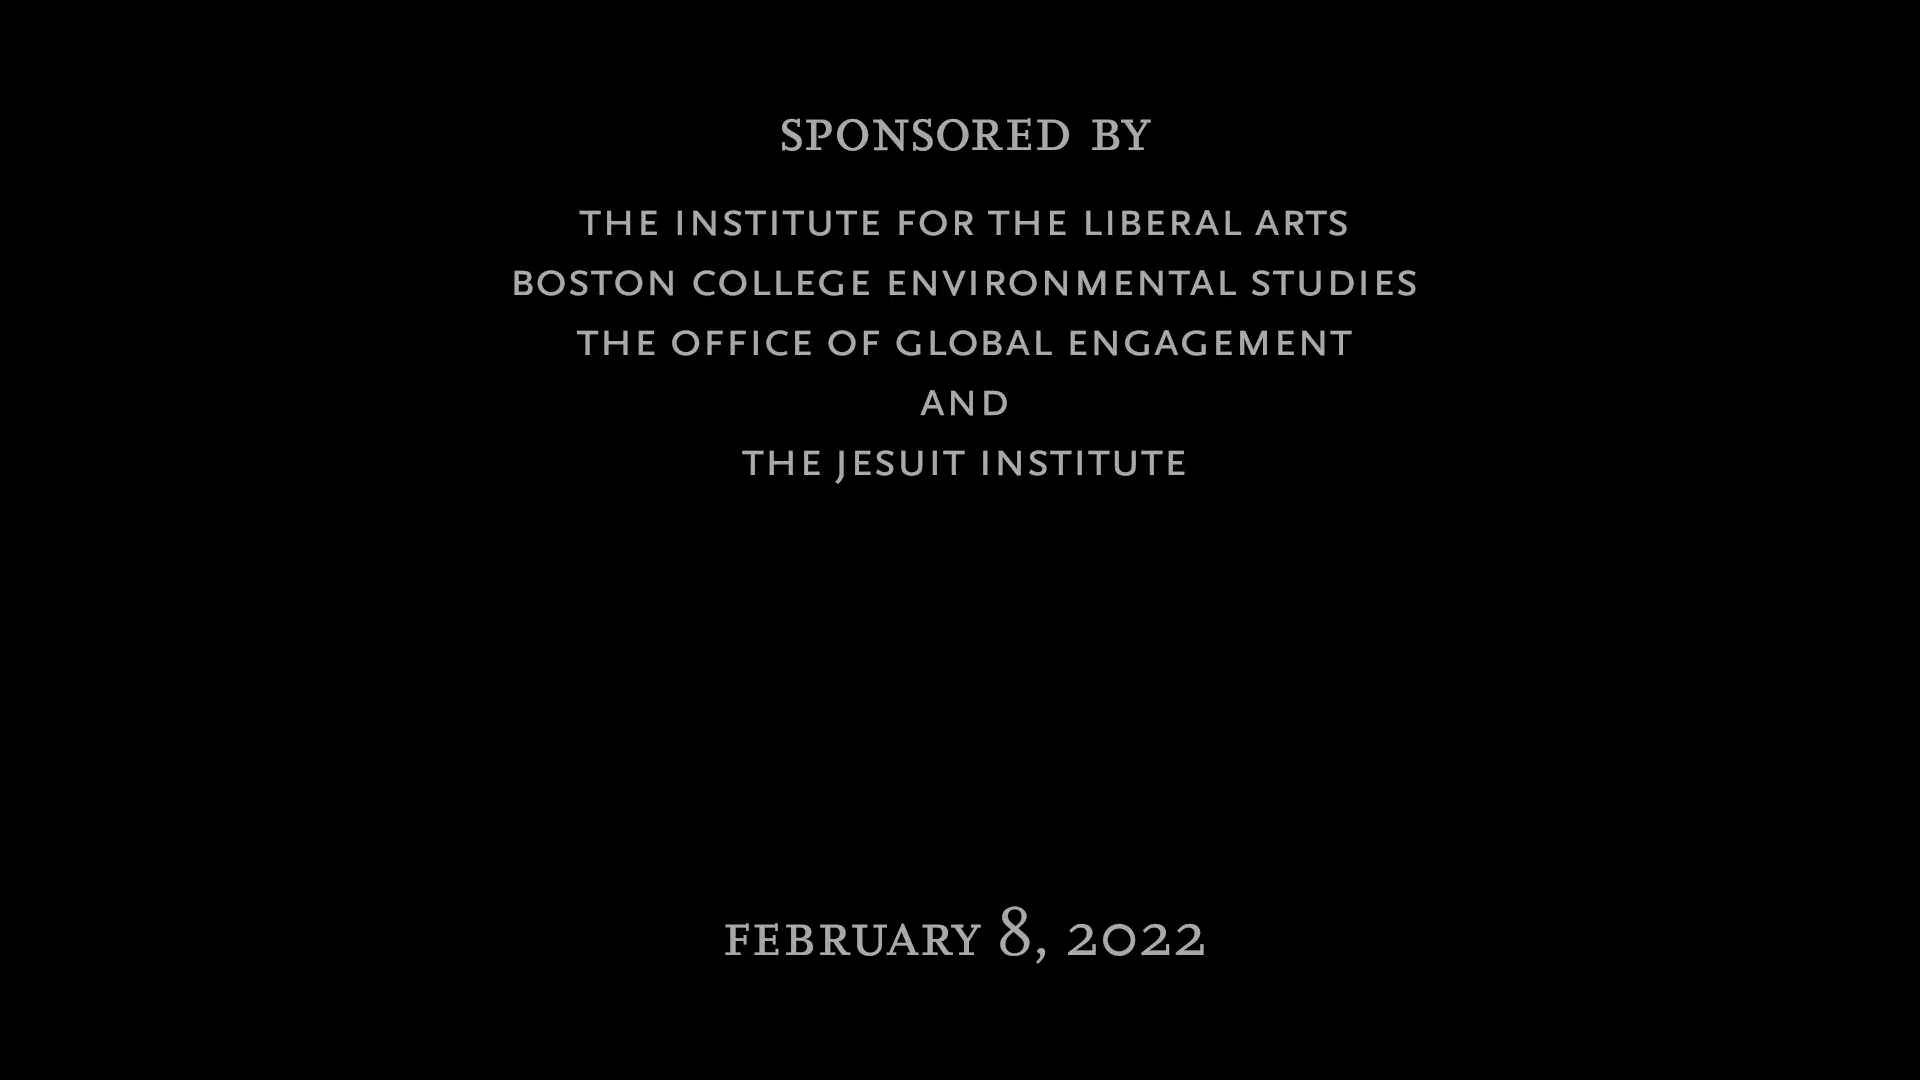 SPONSORED BY
THE INSTITUTE FOR THE LIBERAL ARTS
BOSTON COLLEGE ENVIRONMENTAL STUDIES
THE OFFICE OF GLOBAL ENGAGEMENT
AND
THE JESUIT INSTITUTE
FEBRUARY 8, 2022